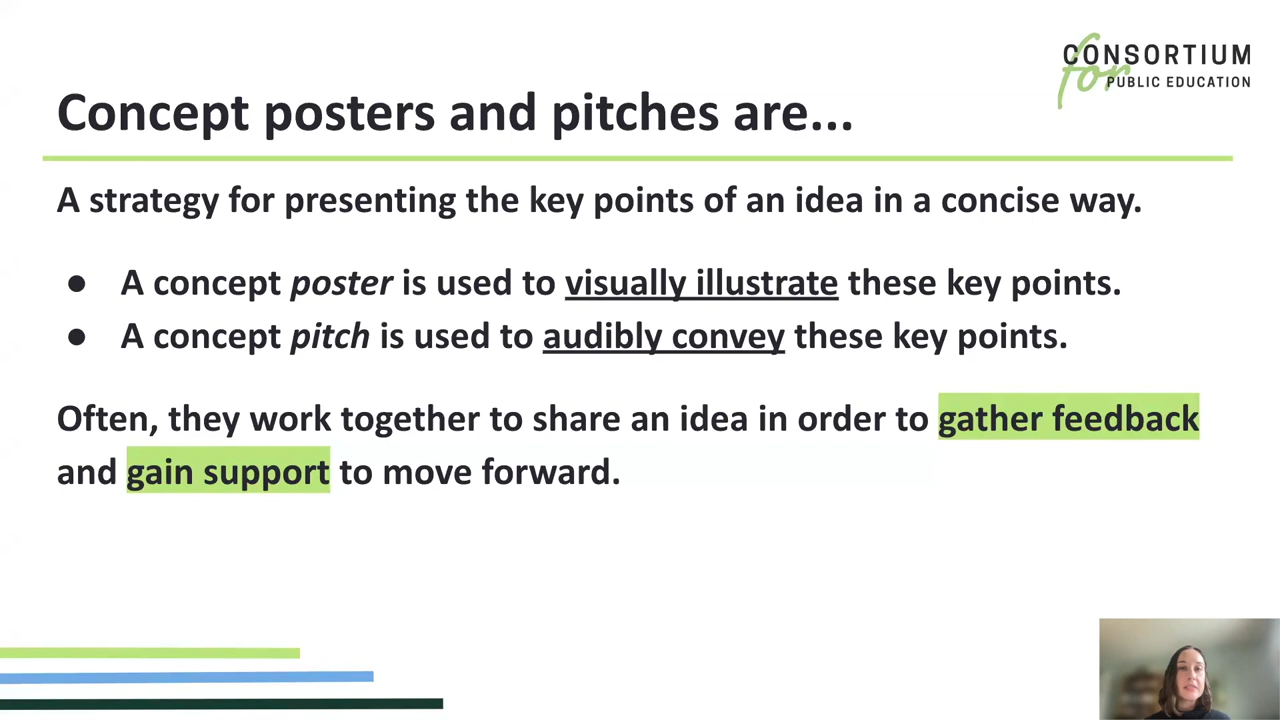 CONSORTIUM
for PUBLIC EDUCATION
Concept posters and pitches are...
A strategy for presenting the key points of an idea in a concise way.
● A concept poster is used to visually illustrate these key points.
● A concept pitch is used to audibly convey these key points.
Often, they work together to share an idea in order to gather feedback
and gain support to move forward.